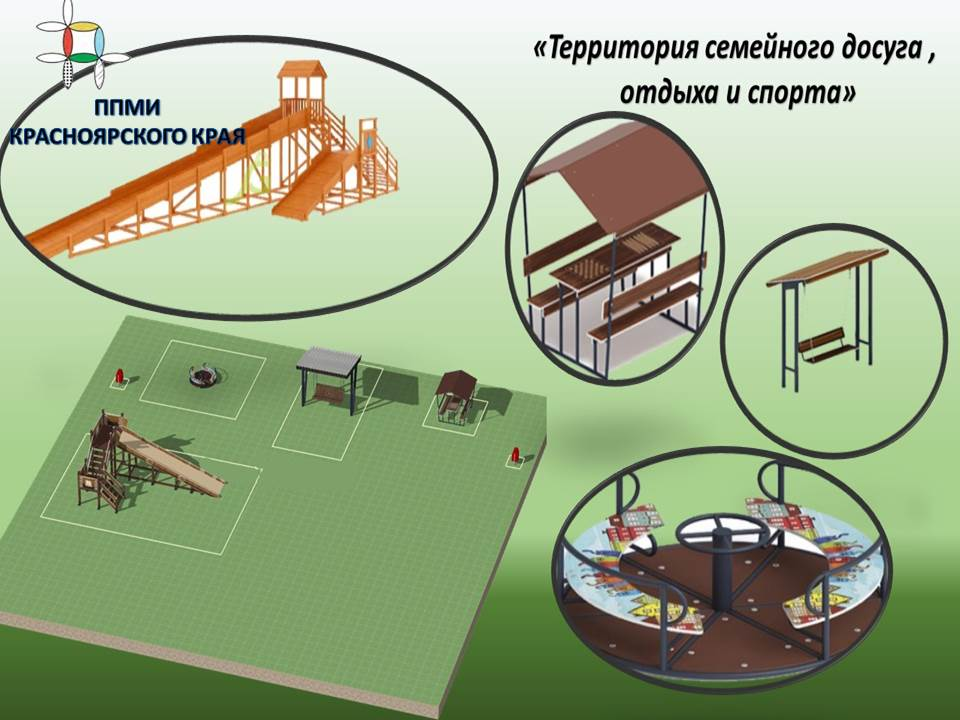 «Территория семейного досуга ,
отдыха и спорта»
ППМИ
КРАСНОЯРСКОГО КРАЯ